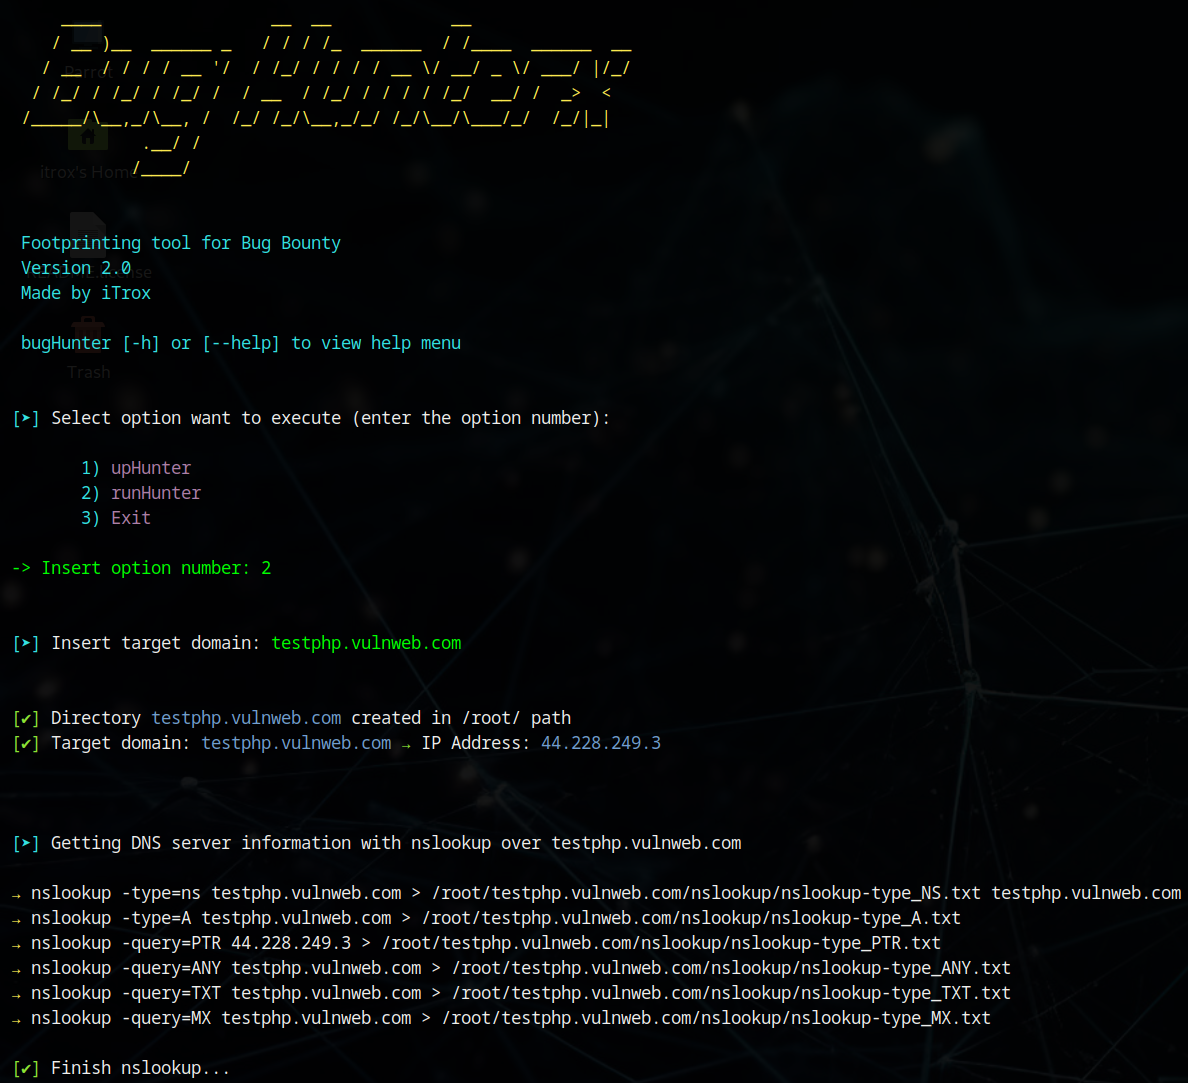 Bug Hunterx
Parrot
itrox's Home
Footprinting tool for Bug Bounty
Version 2.0
Made by iTrox
bugHunter [-h] or [--help] to view help menu
Trash
[➤] Select option want to execute (enter the option number):
1) upHunter
2) runHunter
3) Exit
-> Insert option number: 2
[➤] Insert target domain: testphp.vulnweb.com
[✔] Directory testphp.vulnweb.com created in /root/ path
[✔] Target domain: testphp.vulnweb.com → IP Address: 44.228.249.3
[➤] Getting DNS server information with nslookup over testphp.vulnweb.com
→ nslookup -type=ns testphp.vulnweb.com > /root/testphp.vulnweb.com/nslookup/nslookup-type_NS.txt testphp.vulnweb.com
→ nslookup -type=A testphp.vulnweb.com > /root/testphp.vulnweb.com/nslookup/nslookup-type_A.txt
→ nslookup -query=PTR 44.228.249.3 > /root/testphp.vulnweb.com/nslookup/nslookup-type_PTR.txt
→ nslookup -query=ANY testphp.vulnweb.com > /root/testphp.vulnweb.com/nslookup/nslookup-type_ANY.txt
→ nslookup -query=TXT testphp.vulnweb.com > /root/testphp.vulnweb.com/nslookup/nslookup-type_TXT.txt
→ nslookup -query=MX testphp.vulnweb.com > /root/testphp.vulnweb.com/nslookup/nslookup-type_MX.txt
[✔] Finish nslookup...